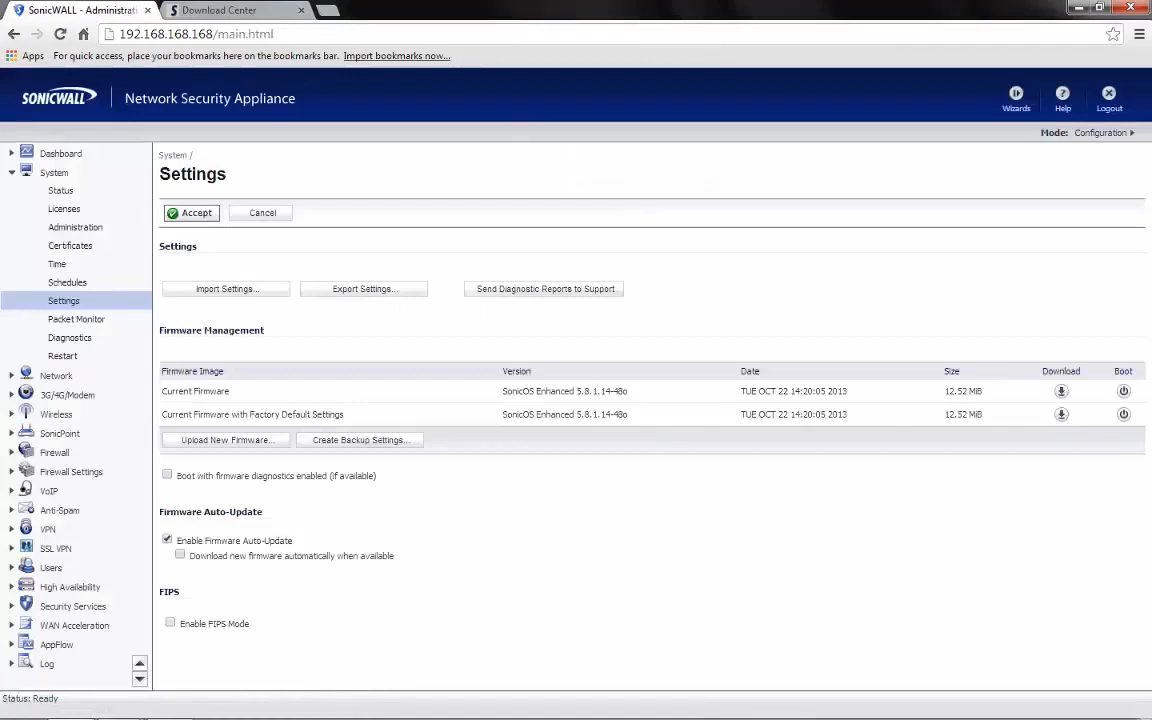 SonicWALL - Administrati
Download Center
192.168.168.168/main.html
Apps For quick access, place your bookmarks here on the bookmarks bar. Import bookmarks now...
SONICWALL Network Security Appliance
Wizards Help Logout
Mode: Configuration
Dashboard
System
Status
Licenses
Administration
Certificates
Time
Schedules
Settings
Packet Monitor
Diagnostics
Restart
Network
3G/4G/Modem
Wireless
SonicPoint
Firewall
Firewall Settings
VoIP
Anti-Spam
VPN
SSL VPN
Users
High Availability
Security Services
WAN Acceleration
AppFlow
Log
System /
Settings
Accept Cancel
Settings
Import Settings... Export Settings... Send Diagnostic Reports to Support
Firmware Management
Firmware Image Version Date Size Download Boot
Current Firmware SonicOS Enhanced 5.8.1.14-48o TUE OCT 22 14:20:05 2013 12.52 MiB
Current Firmware with Factory Default Settings SonicOS Enhanced 5.8.1.14-48o TUE OCT 22 14:20:05 2013 12.52 MiB
Upload New Firmware... Create Backup Settings...
Boot with firmware diagnostics enabled (if available)
Firmware Auto-Update
Enable Firmware Auto-Update
Download new firmware automatically when available
FIPS
Enable FIPS Mode
Status: Ready